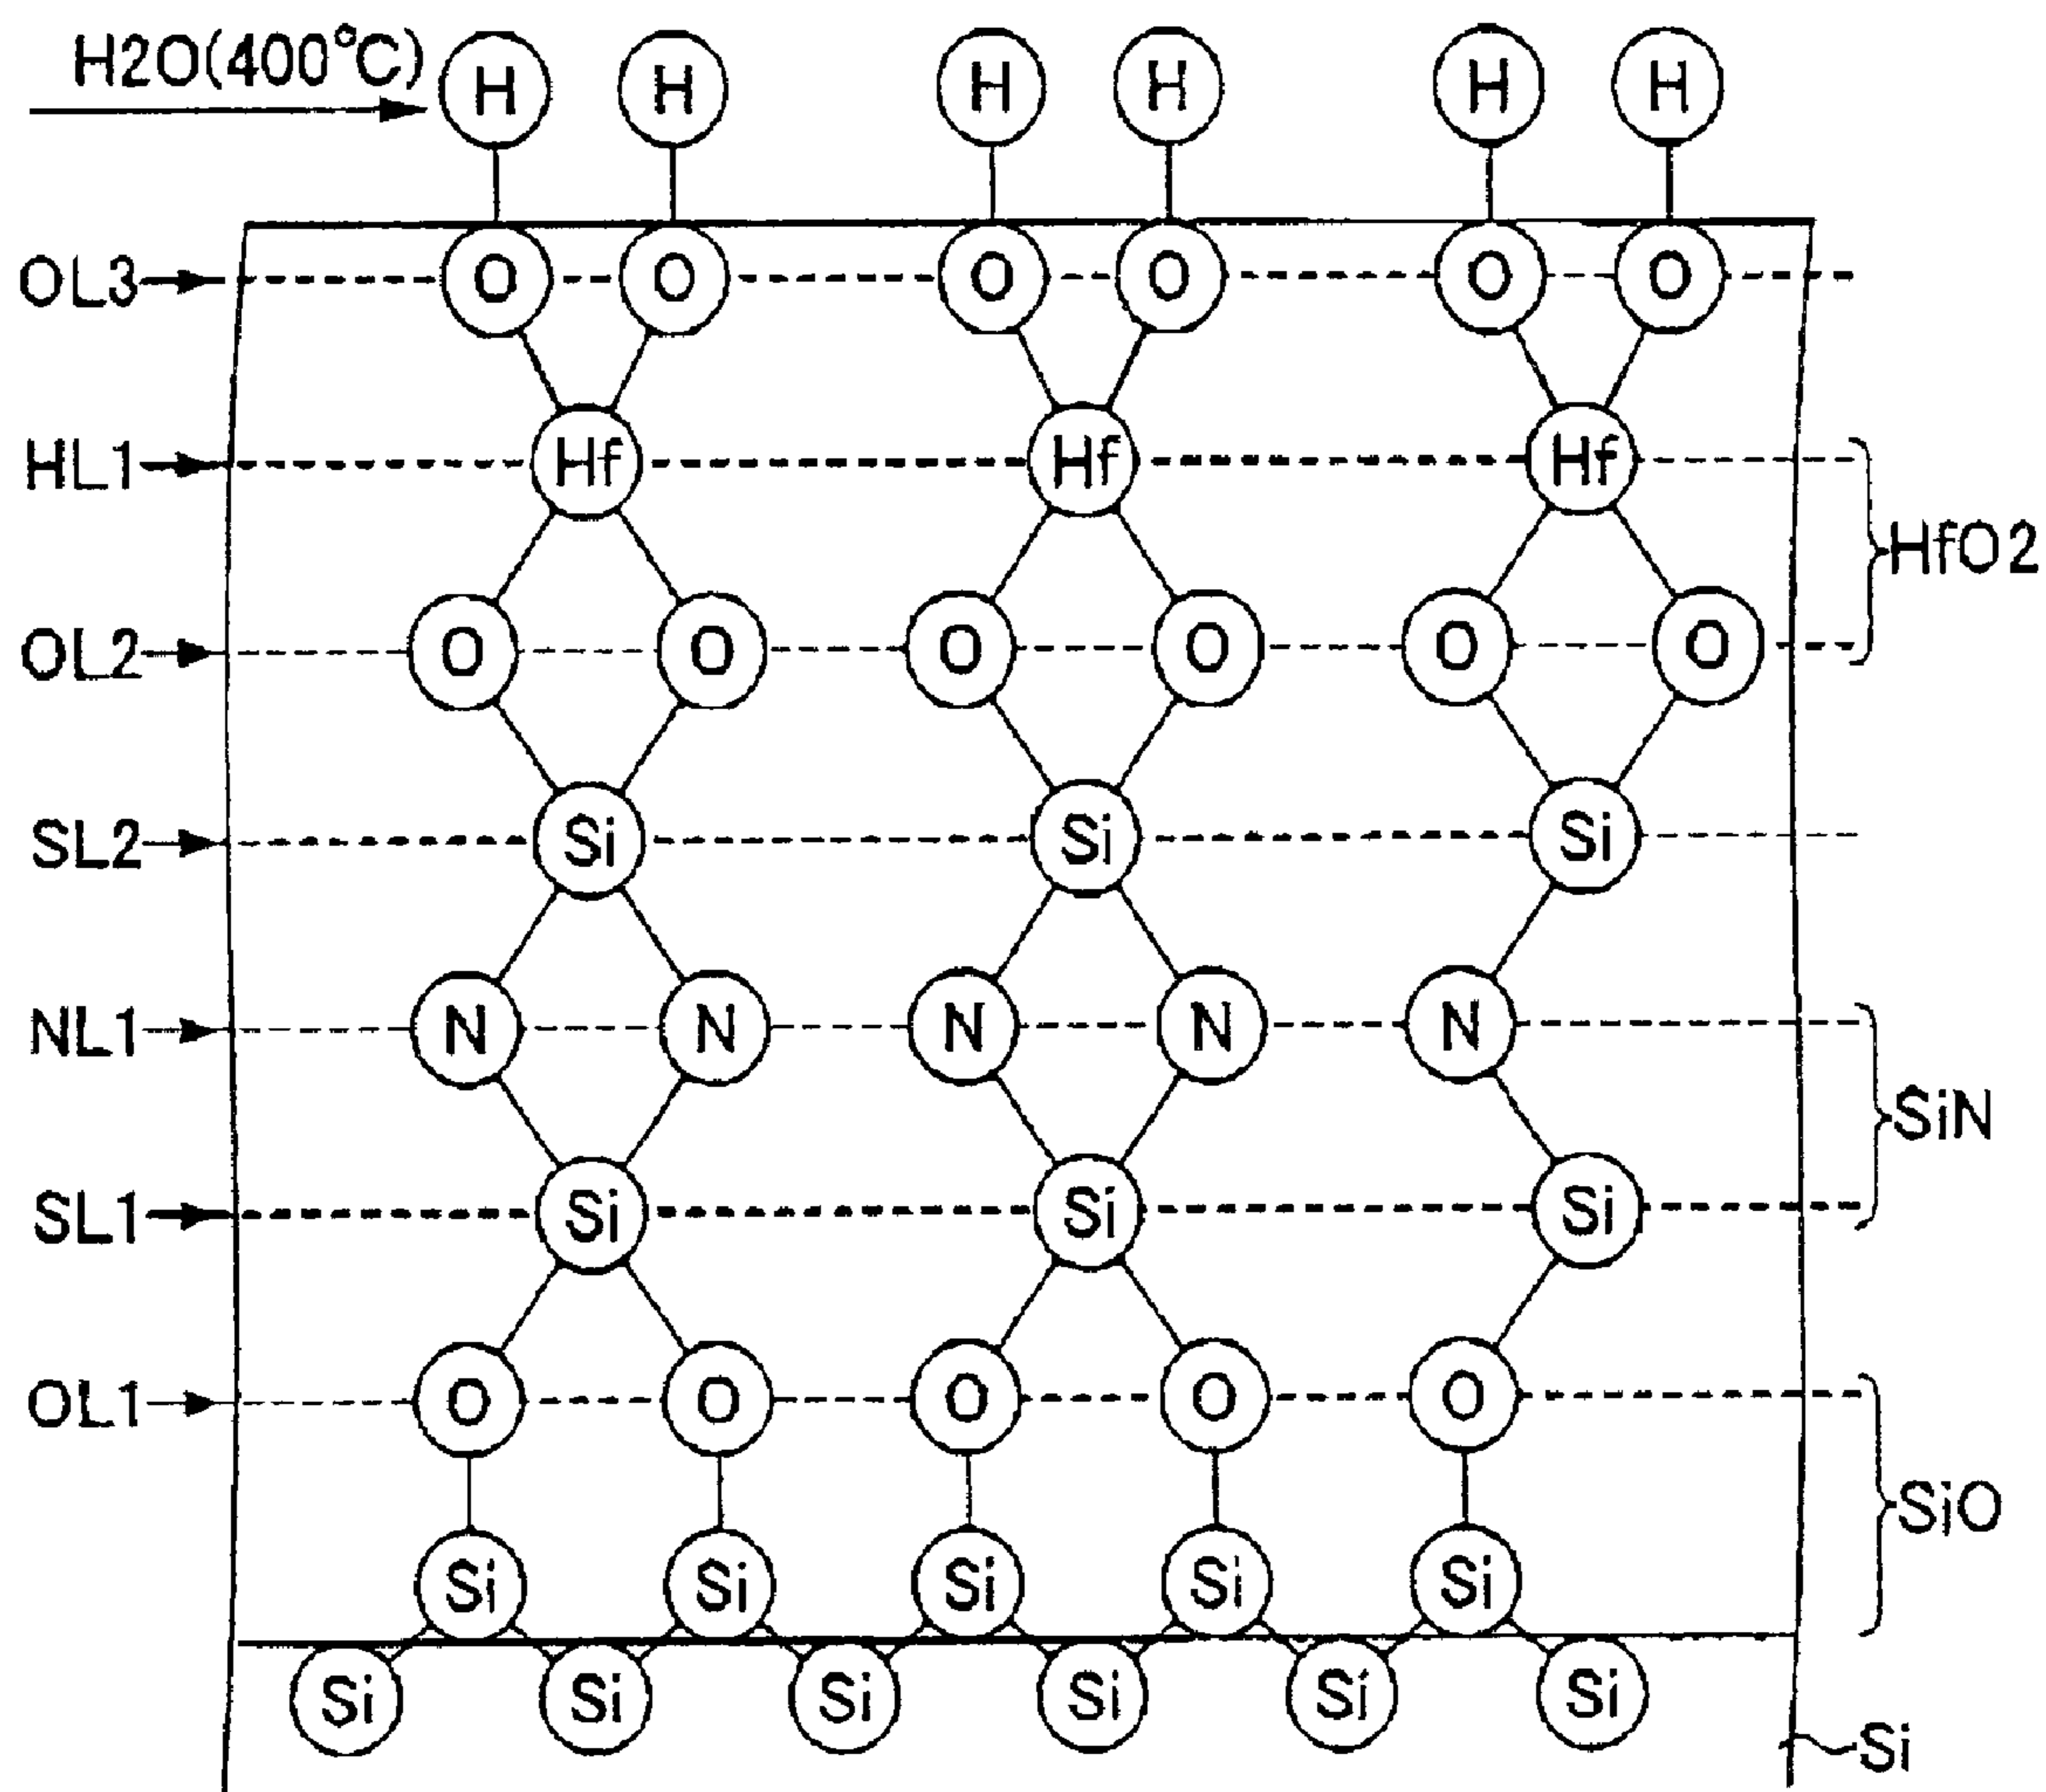 H2O(400°C) H H H H H H
OL3 O O O O O O
HL1 Hf Hf Hf
HfO2
OL2 O O O O O O
SL2 Si Si Si
NL1 N N N N N
SiN
SL1 Si Si Si
OL1 O O O O O
SiO
Si Si Si Si Si
Si Si Si Si Si Si
Si